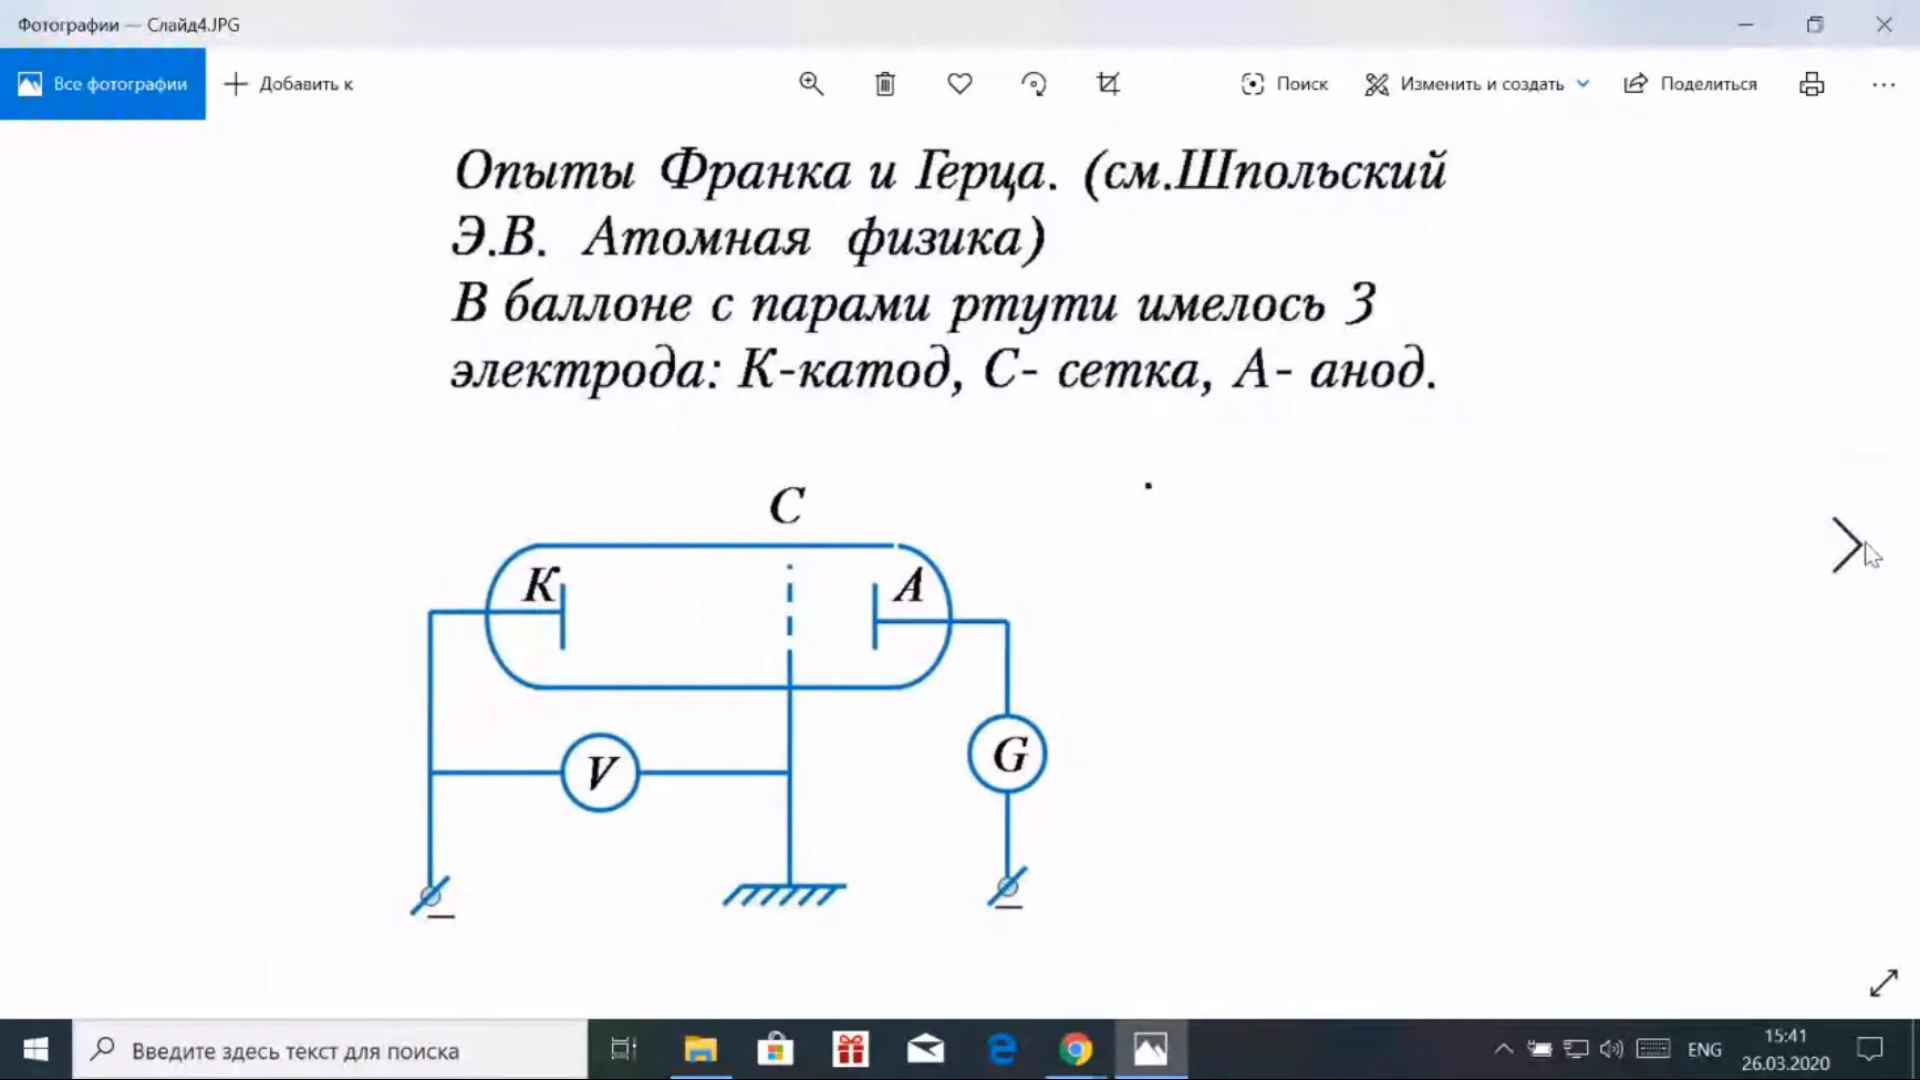 Фотографии — Слайд4.JPG
Все фотографии
Добавить к
Поиск
Изменить и создать
Поделиться
Опыты Франка и Герца. (см.Шпольский
Э.В. Атомная физика)
В баллоне с парами ртути имелось 3
электрода: К-катод, С- сетка, А- анод.
С
К
А
V
G
Введите здесь текст для поиска
ENG
15:41
26.03.2020